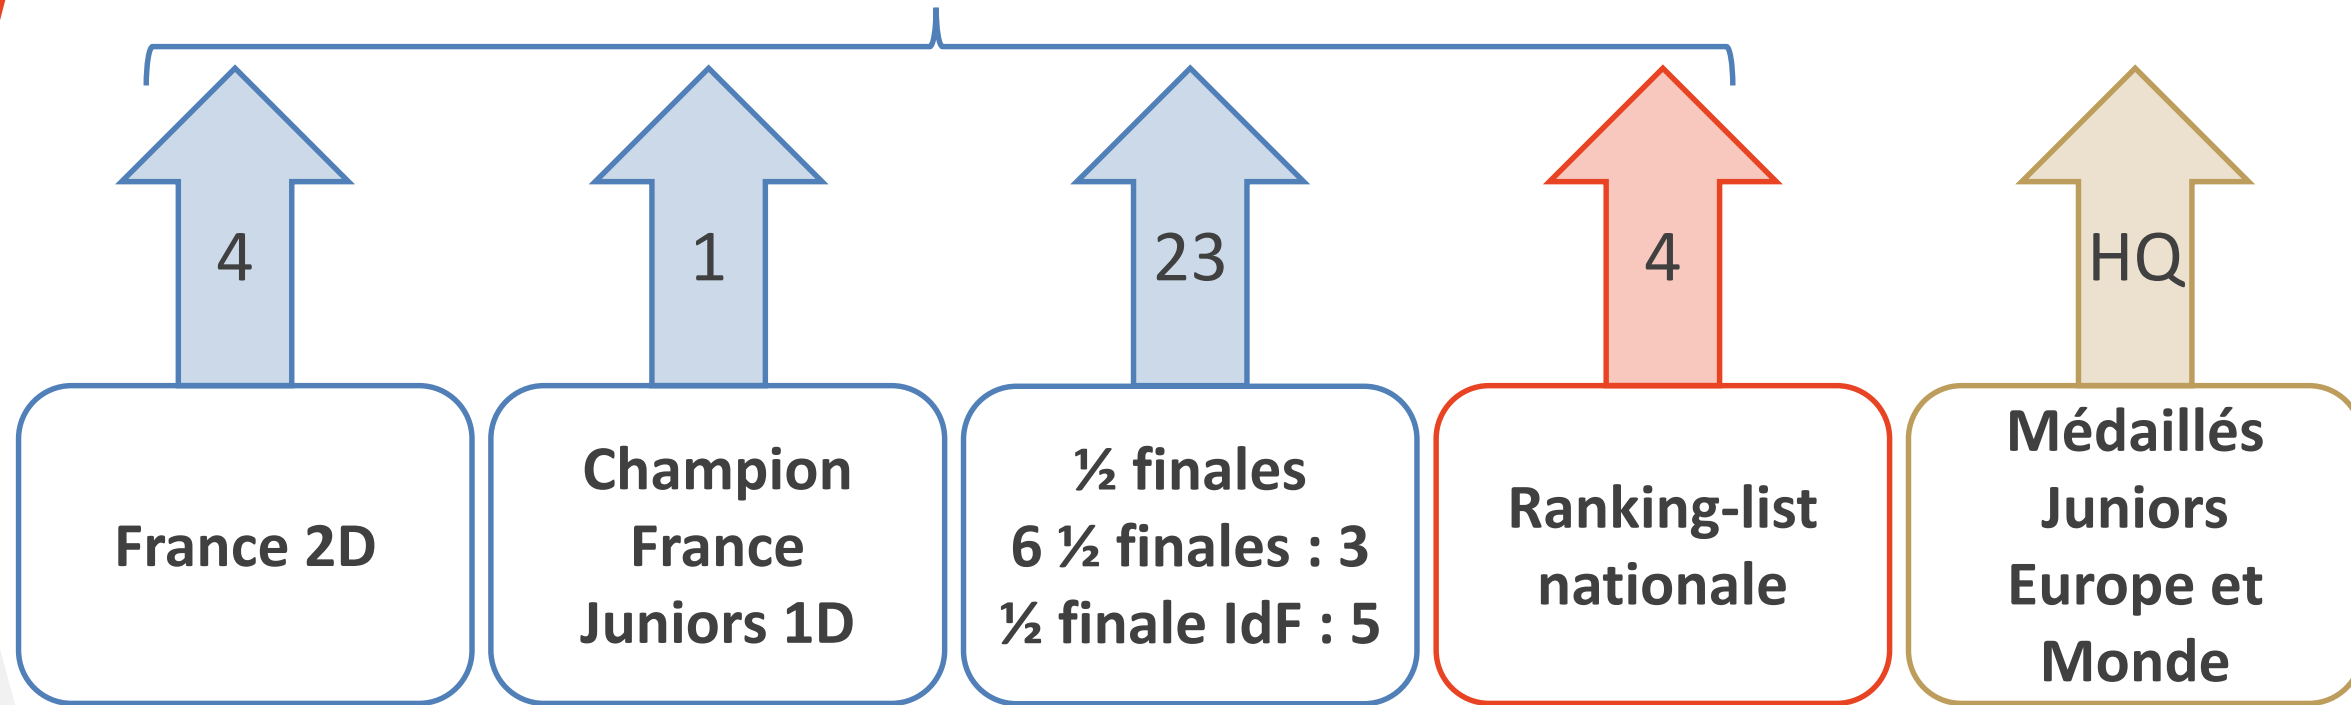 4
1
23
4
HQ
France 2D
Champion
France
Juniors 1D
½ finales
6 ½ finales : 3
½ finale IdF : 5
Ranking-list
nationale
Médaillés
Juniors
Europe et
Monde